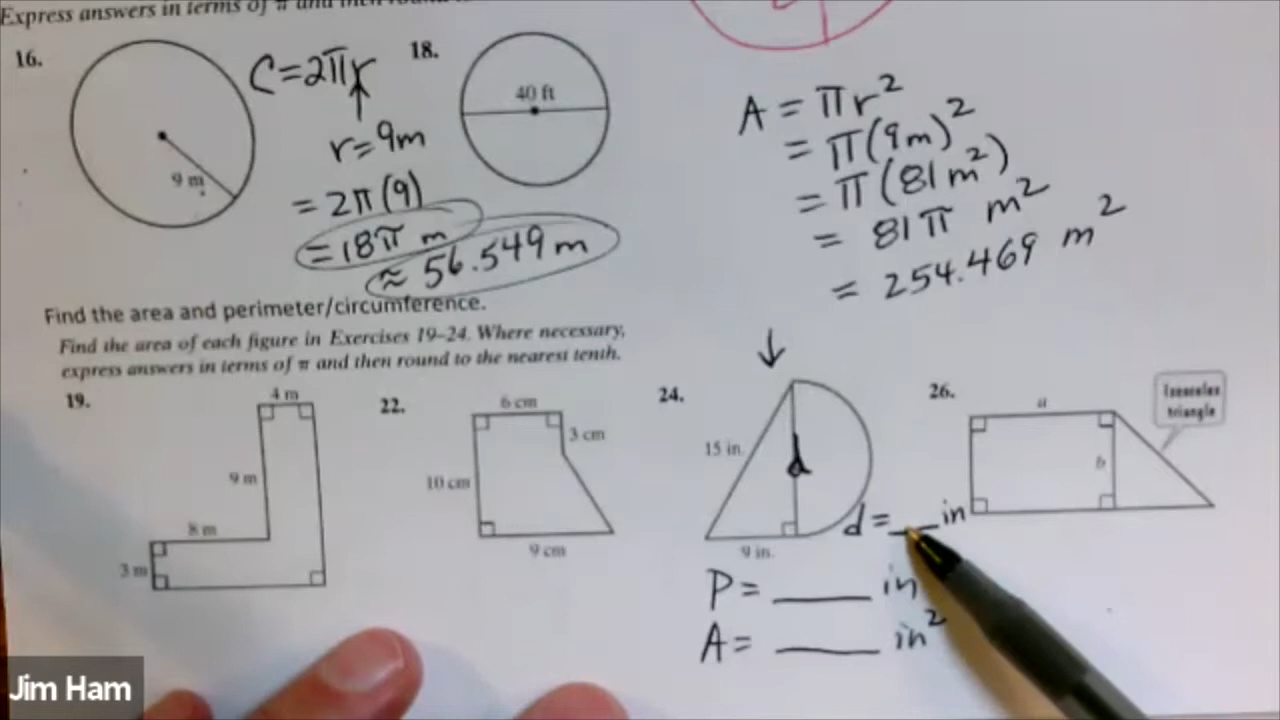 Express answers in terms of π and then
16.
C = 2πr
r = 9m
= 2π(9)
= 18π m
≈ 56.549 m
9 m
18.
40 ft
A = πr²
= π(9m)²
= π(81m²)
= 81π m²
= 254.469 m²
Find the area and perimeter/circumference.
Find the area of each figure in Exercises 19–24. Where necessary,
express answers in terms of π and then round to the nearest tenth.
19.
4 m
9 m
8 m
3 m
22.
6 cm
3 cm
10 cm
9 cm
24.
15 in.
d
9 in.
d = __ in
P = ____ in
A = ____ in²
26.
a
b
Isosceles
triangle
Jim Ham